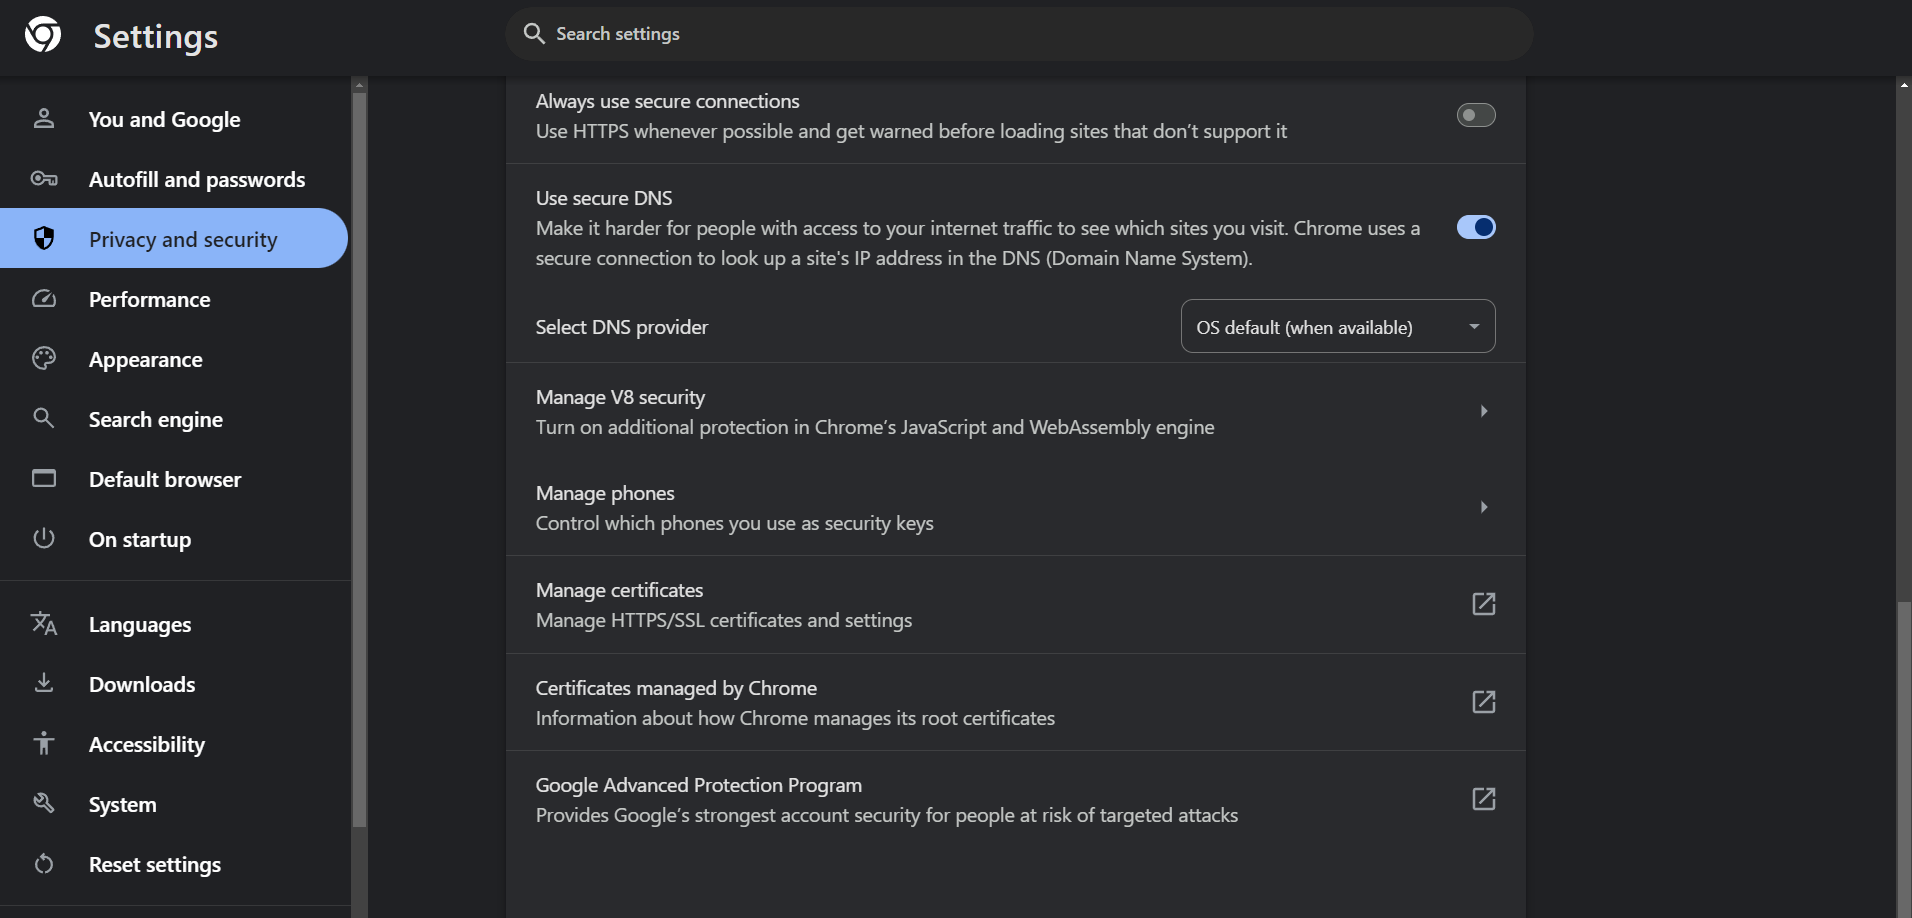 Settings
Search settings
You and Google
Autofill and passwords
Privacy and security
Performance
Appearance
Search engine
Default browser
On startup
Languages
Downloads
Accessibility
System
Reset settings
Always use secure connections
Use HTTPS whenever possible and get warned before loading sites that don’t support it
Use secure DNS
Make it harder for people with access to your internet traffic to see which sites you visit. Chrome uses a
secure connection to look up a site's IP address in the DNS (Domain Name System).
Select DNS provider
OS default (when available)
Manage V8 security
Turn on additional protection in Chrome’s JavaScript and WebAssembly engine
Manage phones
Control which phones you use as security keys
Manage certificates
Manage HTTPS/SSL certificates and settings
Certificates managed by Chrome
Information about how Chrome manages its root certificates
Google Advanced Protection Program
Provides Google’s strongest account security for people at risk of targeted attacks